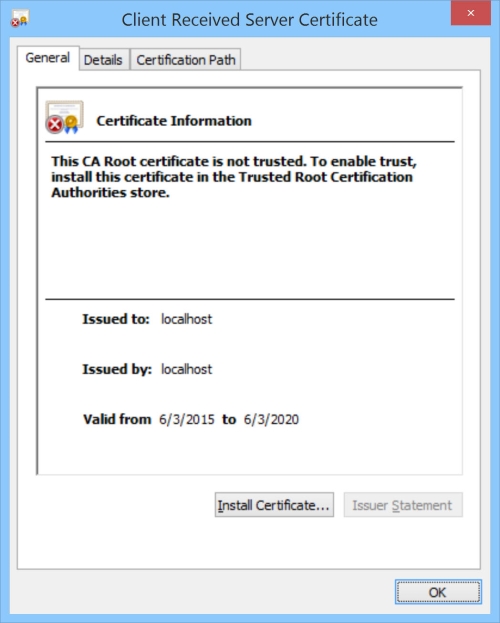 Client Received Server Certificate
×
General Details Certification Path
Certificate Information
This CA Root certificate is not trusted. To enable trust,
install this certificate in the Trusted Root Certification
Authorities store.
Issued to: localhost
Issued by: localhost
Valid from 6/3/2015 to 6/3/2020
Install Certificate... Issuer Statement
OK